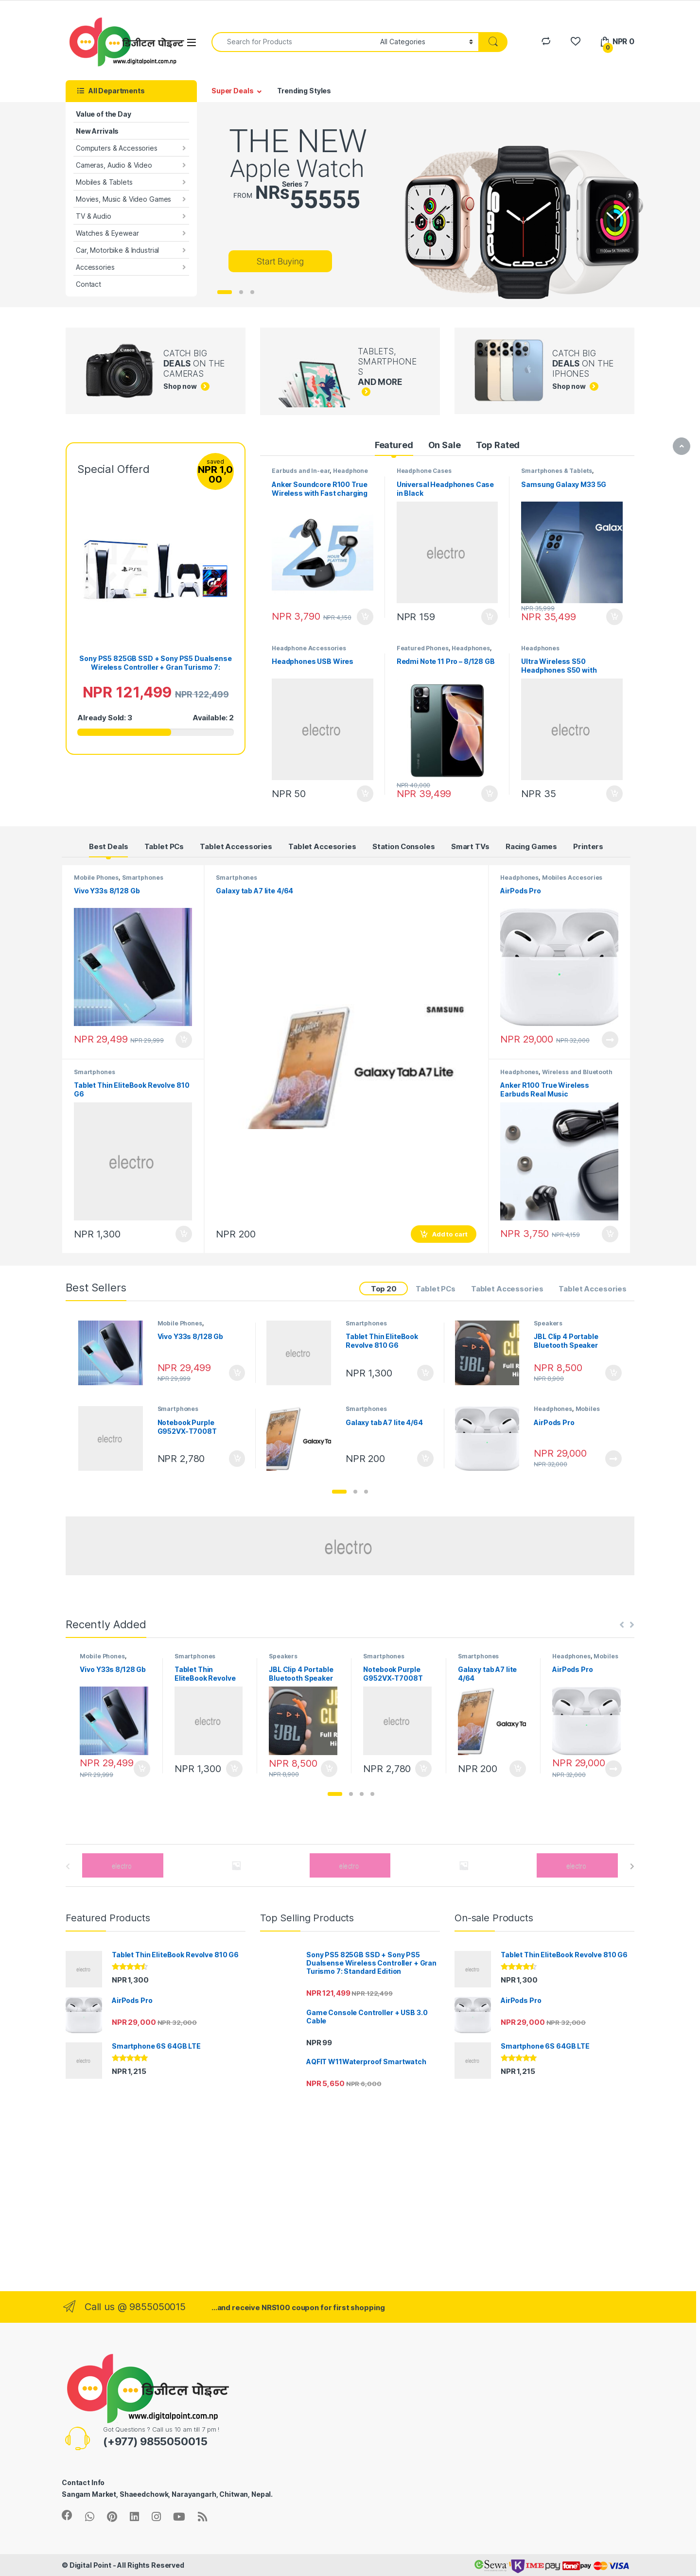 डिजीटल पोइन्ट
www.digitalpoint.com.np
Search for Products
All Categories
NPR 0
0
All Departments
Super Deals
Trending Styles
Value of the Day
New Arrivals
Computers & Accessories
Cameras, Audio & Video
Mobiles & Tablets
Movies, Music & Video Games
TV & Audio
Watches & Eyewear
Car, Motorbike & Industrial
Accessories
Contact
THE NEW
Apple Watch
Series 7
FROM NRs 55555
Start Buying
CATCH BIG
DEALS ON THE
CAMERAS
Shop now
TABLETS,
SMARTPHONE
S
AND MORE
CATCH BIG
DEALS ON THE
IPHONES
Shop now
Special Offerd
saved
NPR 1,0
00
Sony PS5 825GB SSD + Sony PS5 Dualsense
Wireless Controller + Gran Turismo 7:
NPR 121,499 NPR 122,499
Already Sold: 3
Available: 2
Featured
On Sale
Top Rated
Earbuds and In-ear, Headphone
Anker Soundcore R100 True
Wireless with Fast charging
25
NPR 3,790 NPR 4,150
Headphone Cases
Universal Headphones Case
in Black
electro
NPR 159
Smartphones & Tablets,
Samsung Galaxy M33 5G
Galax
NPR 35,999
NPR 35,499
Headphone Accessories
Headphones USB Wires
electro
NPR 50
Featured Phones, Headphones,
Redmi Note 11 Pro – 8/128 GB
NPR 40,000
NPR 39,499
Headphones
Ultra Wireless S50
Headphones S50 with
electro
NPR 35
Best Deals
Tablet PCs
Tablet Accessories
Tablet Accesories
Station Consoles
Smart TVs
Racing Games
Printers
Mobile Phones, Smartphones
Vivo Y33s 8/128 Gb
NPR 29,499 NPR 29,999
Smartphones
Tablet Thin EliteBook Revolve 810
G6
electro
NPR 1,300
Smartphones
Galaxy tab A7 lite 4/64
SAMSUNG
Galaxy Tab A7 Lite
NPR 200
Add to cart
Headphones, Mobiles Accesories
AirPods Pro
NPR 29,000 NPR 32,000
Headphones, Wireless and Bluetooth
Anker R100 True Wireless
Earbuds Real Music
NPR 3,750 NPR 4,150
Best Sellers
Top 20
Tablet PCs
Tablet Accessories
Tablet Accesories
Mobile Phones,
Vivo Y33s 8/128 Gb
NPR 29,499
NPR 29,999
Smartphones
Tablet Thin EliteBook
Revolve 810 G6
electro
NPR 1,300
Speakers
JBL Clip 4 Portable
Bluetooth Speaker
NPR 8,500
NPR 8,900
Smartphones
Notebook Purple
G952VX-T7008T
electro
NPR 2,780
Smartphones
Galaxy tab A7 lite 4/64
Galaxy Ta
NPR 200
Headphones, Mobiles
AirPods Pro
NPR 29,000
NPR 32,000
electro
Recently Added
Mobile Phones,
Vivo Y33s 8/128 Gb
NPR 29,499
NPR 29,999
Smartphones
Tablet Thin
EliteBook Revolve
electro
NPR 1,300
Speakers
JBL Clip 4 Portable
Bluetooth Speaker
JBL
NPR 8,500
NPR 8,900
Smartphones
Notebook Purple
G952VX-T7008T
electro
NPR 2,780
Smartphones
Galaxy tab A7 lite
4/64
Galaxy Ta
NPR 200
Headphones, Mobiles
AirPods Pro
NPR 29,000
NPR 32,000
electro
electro
electro
Featured Products
Tablet Thin EliteBook Revolve 810 G6
NPR 1,300
AirPods Pro
NPR 29,000 NPR 32,000
Smartphone 6S 64GB LTE
NPR 1,215
Top Selling Products
Sony PS5 825GB SSD + Sony PS5
Dualsense Wireless Controller + Gran
Turismo 7: Standard Edition
NPR 121,499 NPR 122,499
Game Console Controller + USB 3.0
Cable
NPR 99
AQFIT W11Waterproof Smartwatch
NPR 5,650 NPR 6,000
On-sale Products
Tablet Thin EliteBook Revolve 810 G6
NPR 1,300
AirPods Pro
NPR 29,000 NPR 32,000
Smartphone 6S 64GB LTE
NPR 1,215
Call us @ 9855050015
...and receive NRS100 coupon for first shopping
डिजीटल पोइन्ट
www.digitalpoint.com.np
Got Questions ? Call us 10 am till 7 pm !
(+977) 9855050015
Contact Info
Sangam Market, Shaeedchowk, Narayangarh, Chitwan, Nepal.
© Digital Point - All Rights Reserved
eSewa
IME pay
fonepay
VISA